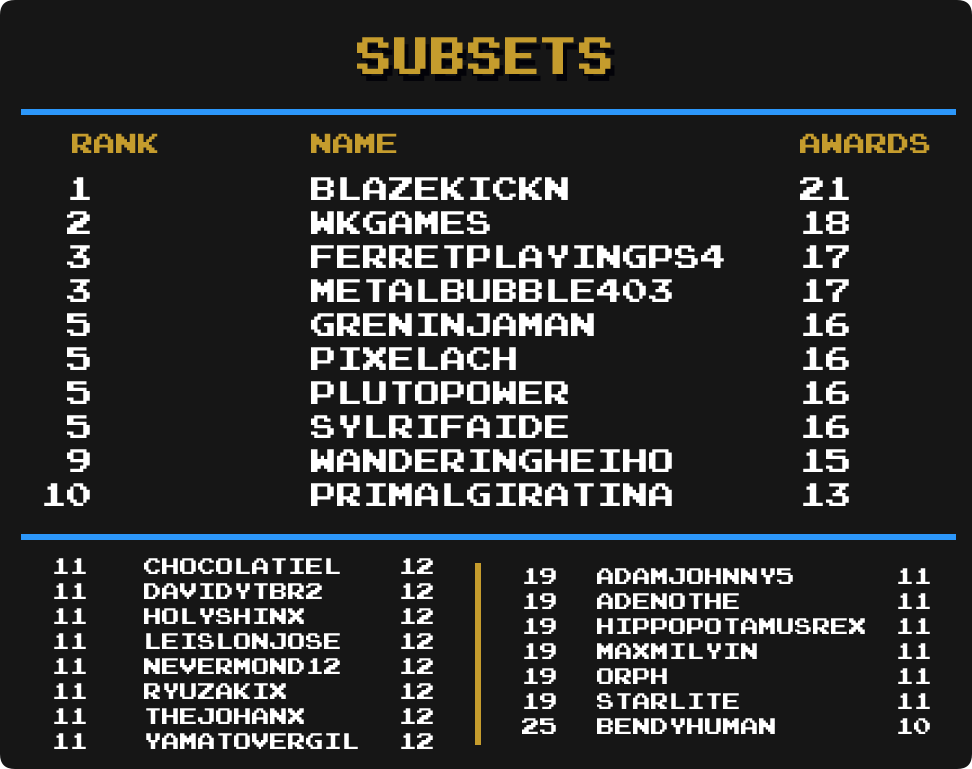 SUBSETS
RANK NAME AWARDS
1 BLAZEKICKN 21
2 WKGAMES 18
3 FERRETPLAYINGPS4 17
3 METALBUBBLE403 17
5 GRENINJAMAN 16
5 PIXELACH 16
5 PLUTOPOWER 16
5 SYLRIFAIDE 16
9 WANDERINGHEIHO 15
10 PRIMALGIRATINA 13
11 CHOCOLATIEL 12
11 DAVIDYTBR2 12
11 HOLYSHINX 12
11 LEISLONJOSE 12
11 NEVERMOND12 12
11 RYUZAKIX 12
11 THEJOHANX 12
11 YAMATOVERGIL 12
19 ADAMJOHNNY5 11
19 ADENOTHE 11
19 HIPPOPOTAMUSREX 11
19 MAXMILYIN 11
19 ORPH 11
19 STARLITE 11
25 BENDYHUMAN 10